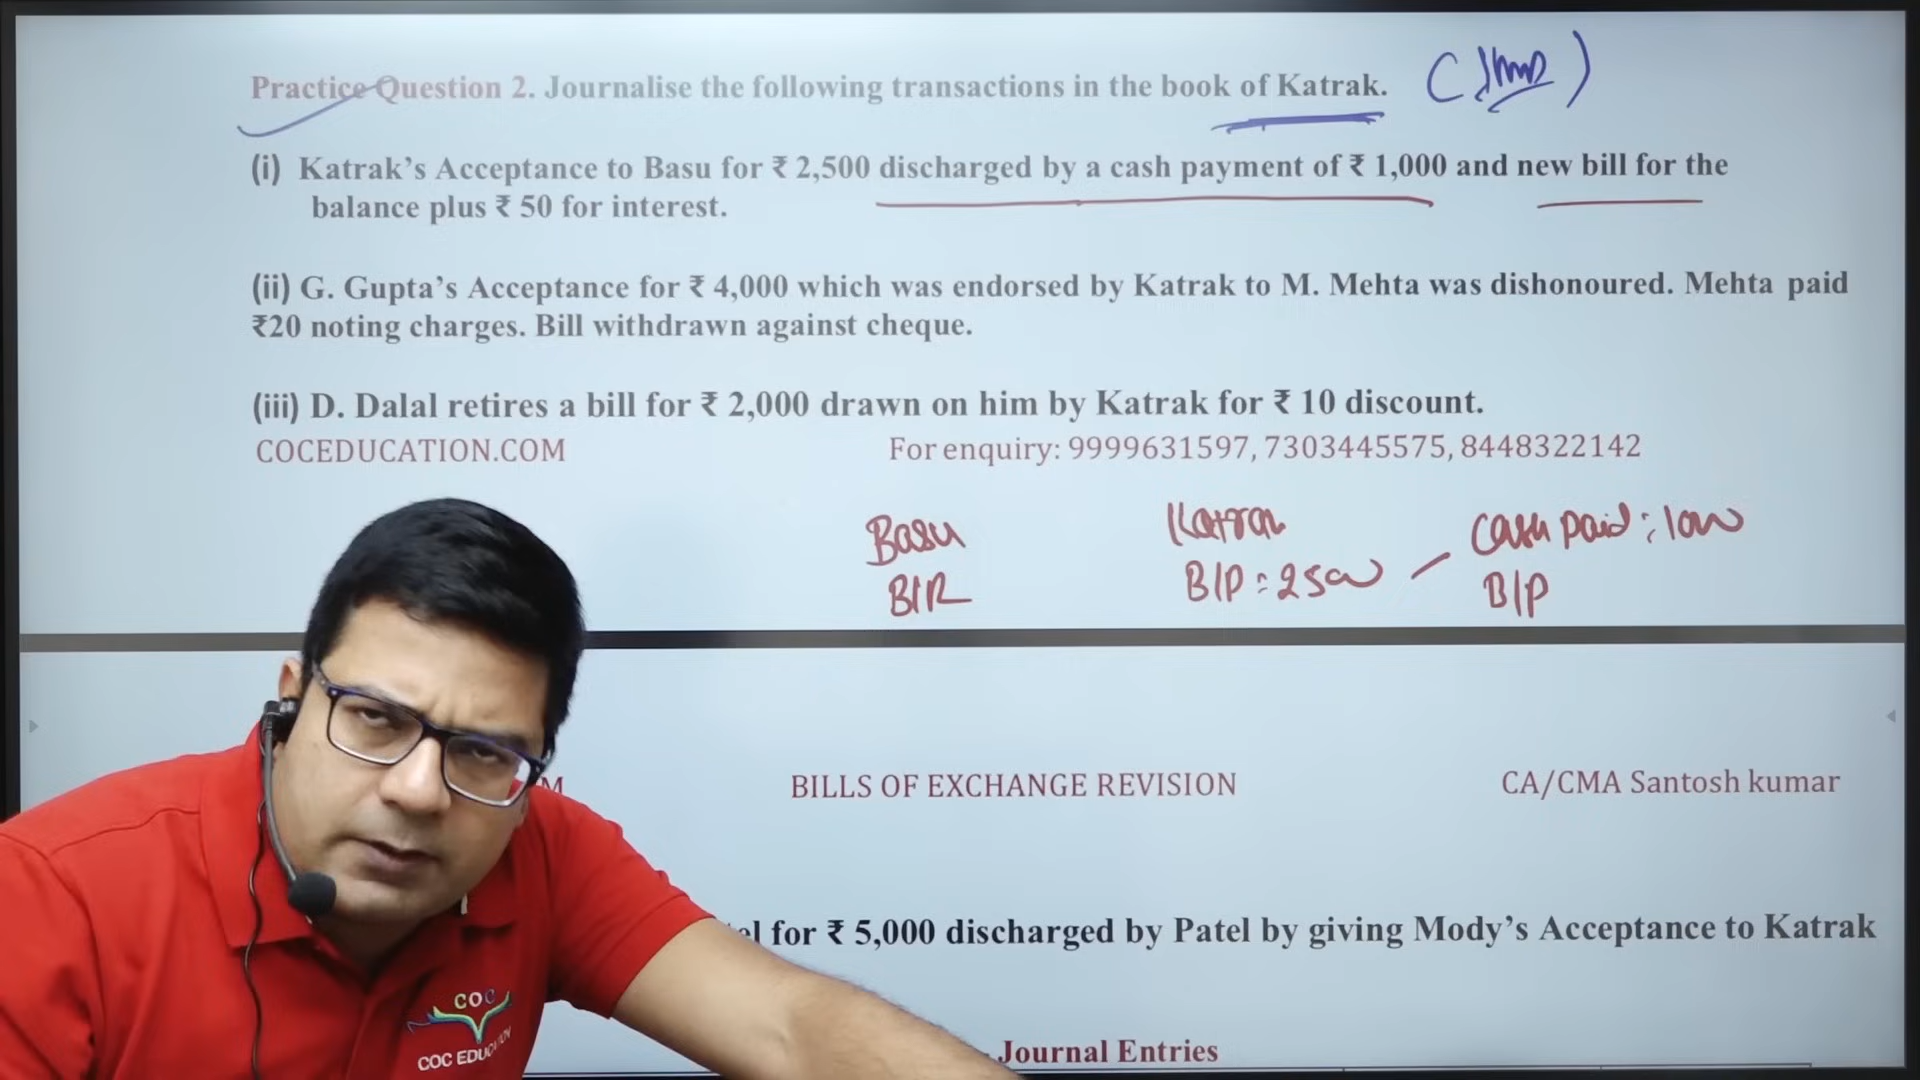 Practice Question 2. Journalise the following transactions in the book of Katrak. (Imp)
(i) Katrak's Acceptance to Basu for ₹ 2,500 discharged by a cash payment of ₹ 1,000 and new bill for the
balance plus ₹ 50 for interest.
(ii) G. Gupta's Acceptance for ₹ 4,000 which was endorsed by Katrak to M. Mehta was dishonoured. Mehta paid
₹20 noting charges. Bill withdrawn against cheque.
(iii) D. Dalal retires a bill for ₹ 2,000 drawn on him by Katrak for ₹ 10 discount.
COCEDUCATION.COM For enquiry: 9999631597, 7303445575, 8448322142
Basu Katrak Cash paid : 1000
B/R B/P : 2500 B/P
M BILLS OF EXCHANGE REVISION CA/CMA Santosh kumar
for ₹ 5,000 discharged by Patel by giving Mody's Acceptance to Katrak
Journal Entries
COC
COC EDUCATION